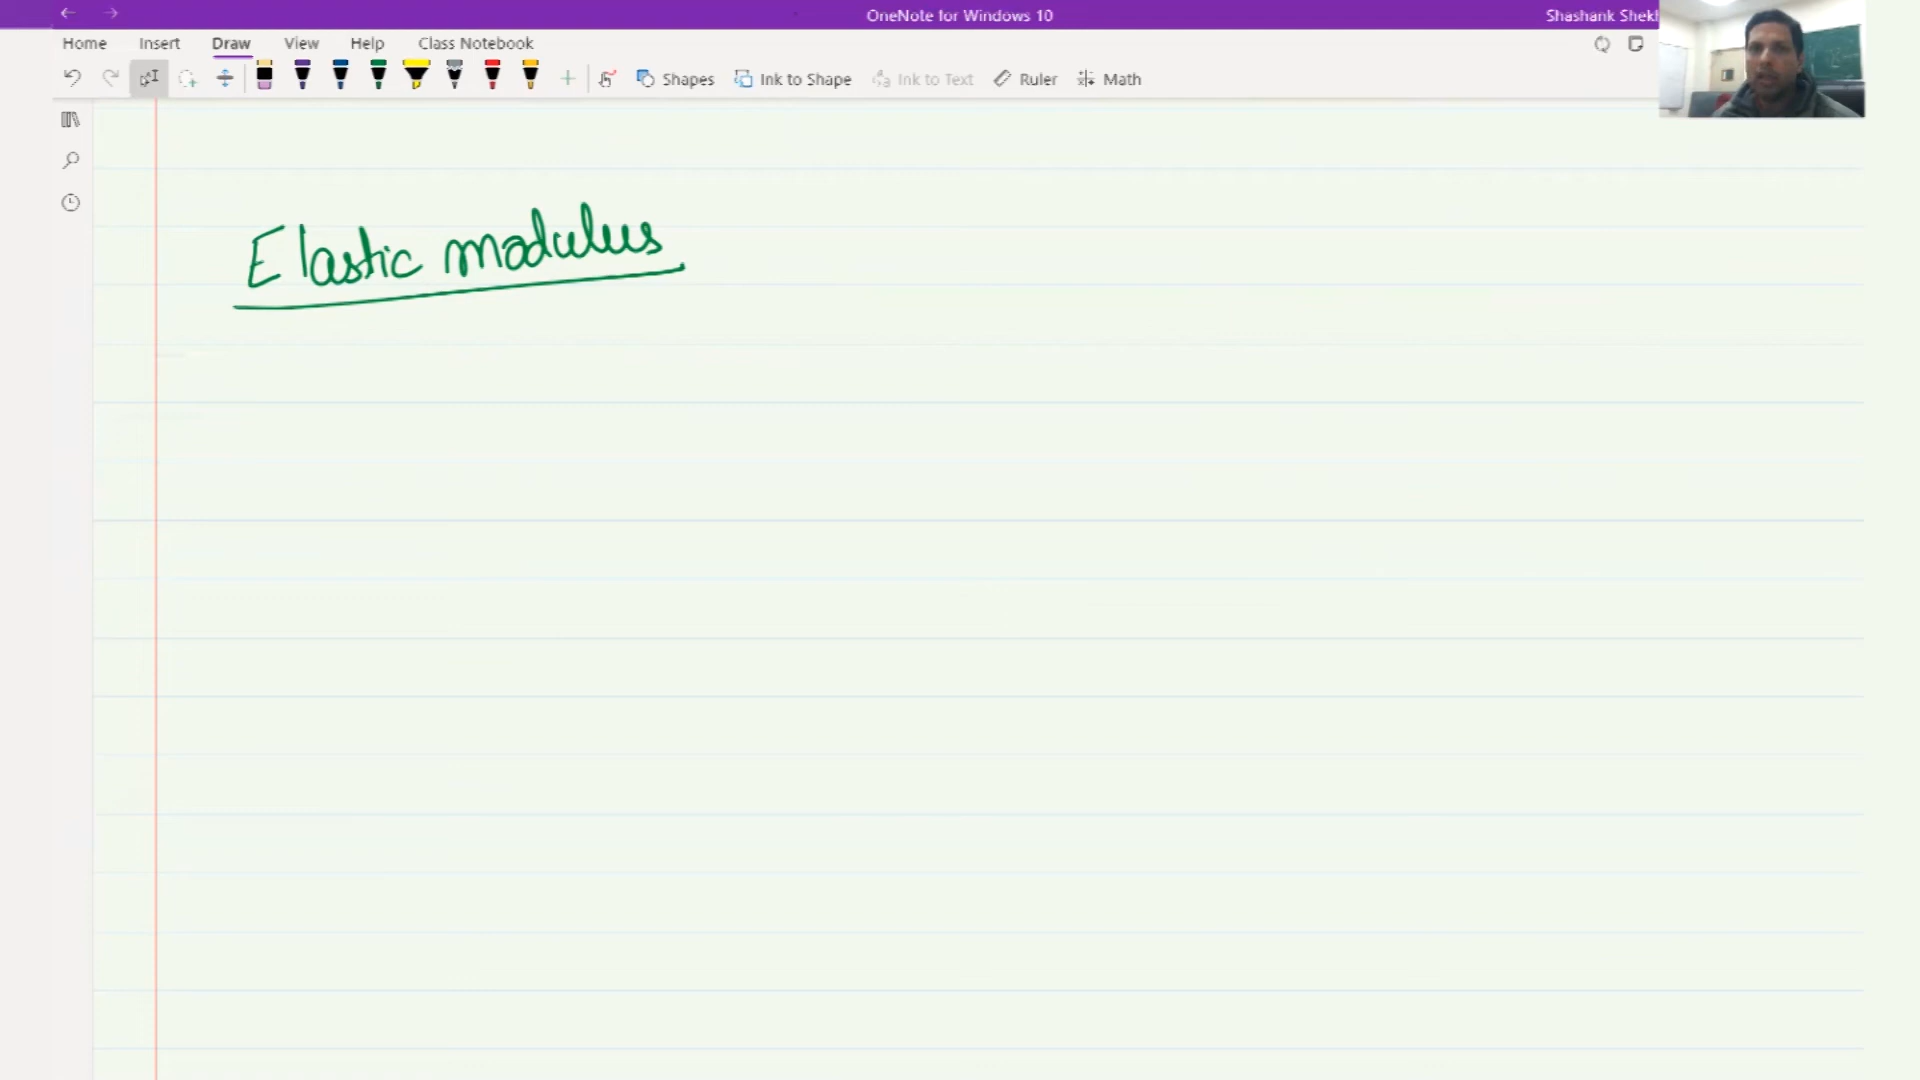 OneNote for Windows 10
Shashank Shekh
Home Insert Draw View Help Class Notebook
Shapes Ink to Shape Ink to Text Ruler Math
Elastic modulus